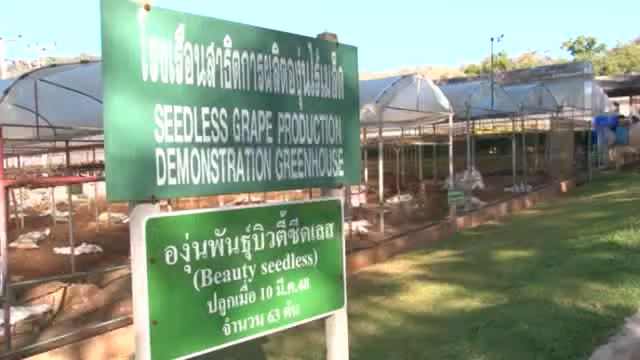 โรงเรือนสาธิตการผลิตองุ่นไร้เมล็ด
SEEDLESS GRAPE PRODUCTION
DEMONSTRATION GREENHOUSE
องุ่นพันธุ์บิวตี้ซีดเลส
(Beauty seedless)
ปลูกเมื่อ 10 มี.ค.48
จำนวน 63 ต้น